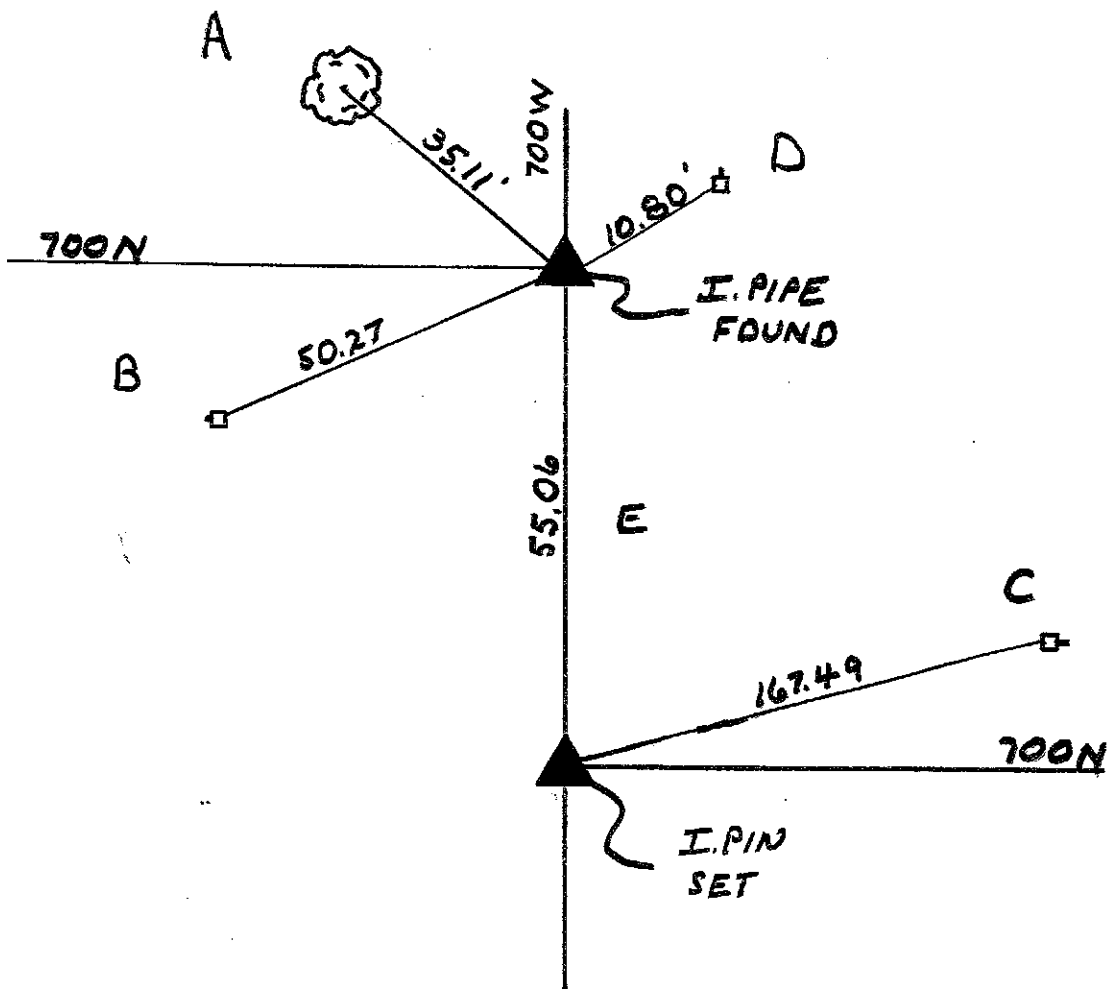 A
700W
35.11'
D
10.80'
700N
I. PIPE
FOUND
50.27
B
55.06
E
C
167.49
700N
I. PIN
SET